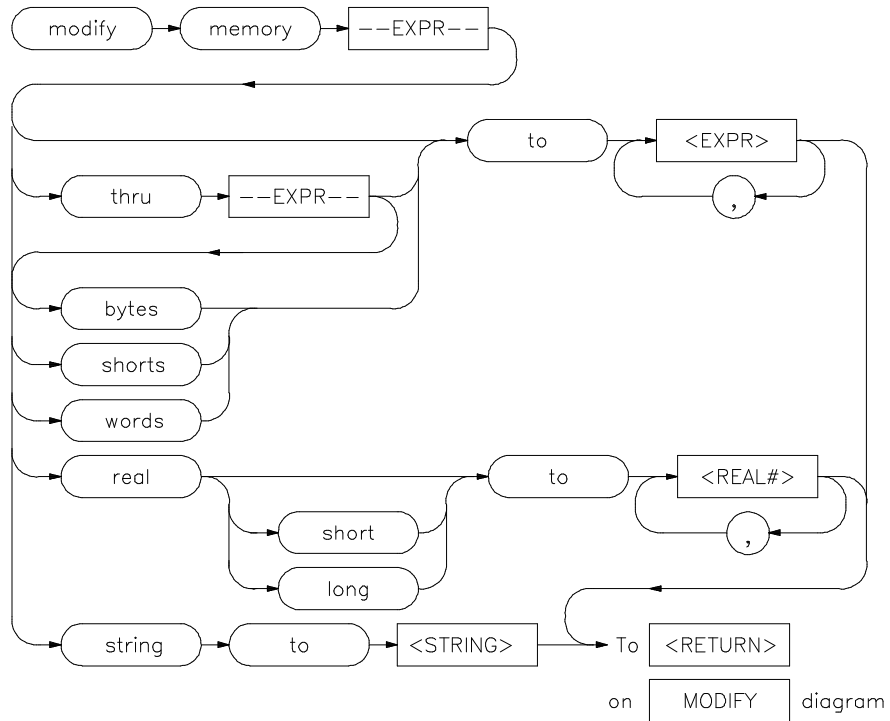 modify memory --EXPR--
to <EXPR>
,
thru --EXPR--
bytes
shorts
words
real to <REAL#>
short ,
long
string to <STRING> To <RETURN>
on MODIFY diagram